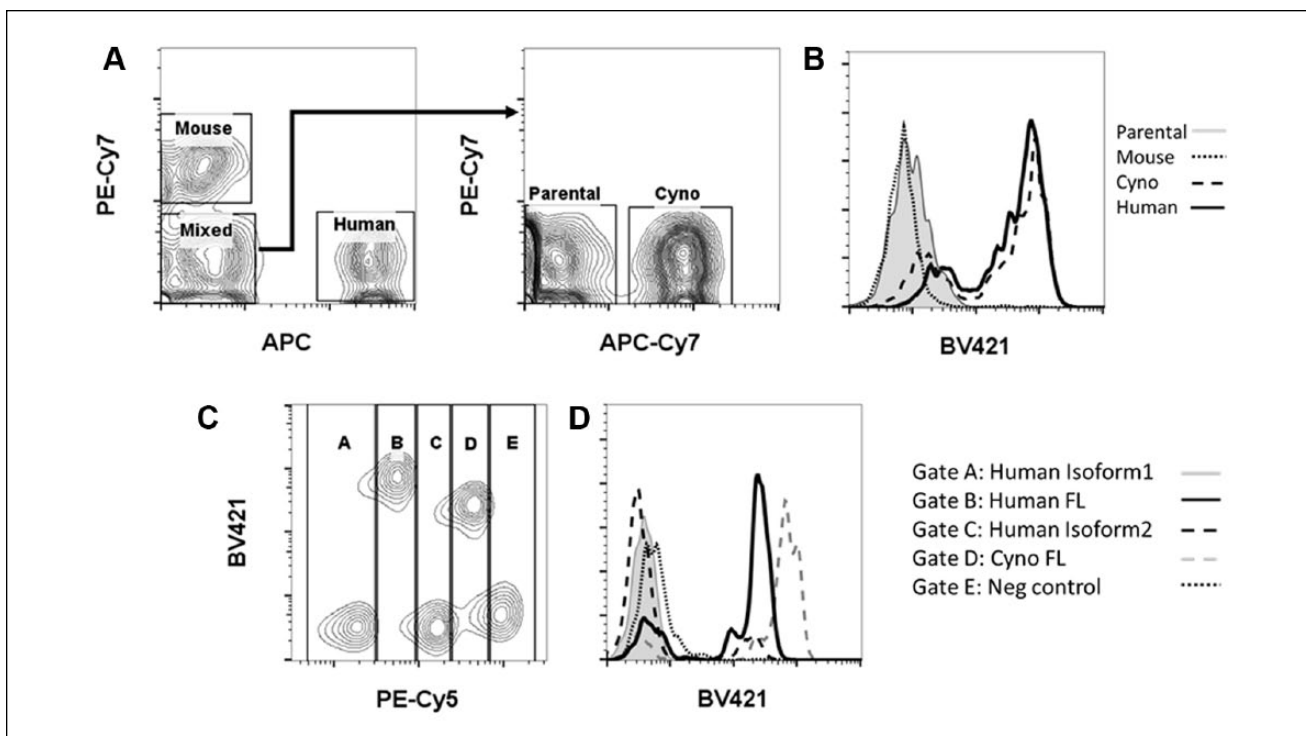 A
PE-Cy7
Mouse
Mixed
Human
APC
PE-Cy7
Parental
Cyno
APC-Cy7
B
BV421
Parental
Mouse
Cyno
Human
C
BV421
A B C D E
PE-Cy5
D
BV421
Gate A: Human Isoform1
Gate B: Human FL
Gate C: Human Isoform2
Gate D: Cyno FL
Gate E: Neg control